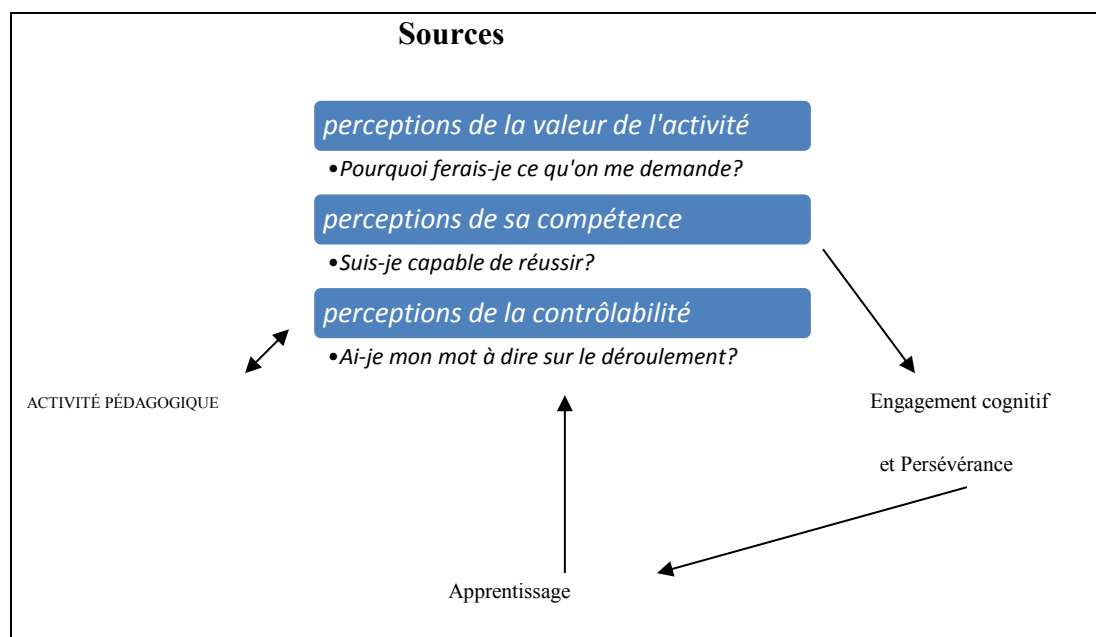 Sources
perceptions de la valeur de l'activité
•Pourquoi ferais-je ce qu'on me demande?
perceptions de sa compétence
•Suis-je capable de réussir?
perceptions de la contrôlabilité
•Ai-je mon mot à dire sur le déroulement?
ACTIVITÉ PÉDAGOGIQUE
Engagement cognitif
et Persévérance
Apprentissage